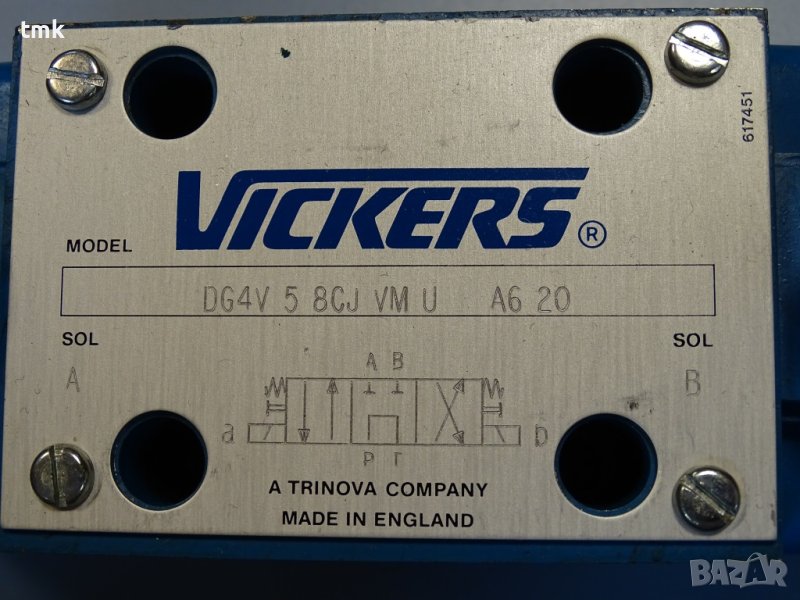 tmk
617451
VICKERS®
MODEL
DG4V 5 8CJ VM U A6 20
SOL SOL
A B
A B
a b
P T
A TRINOVA COMPANY
MADE IN ENGLAND
BAZAR